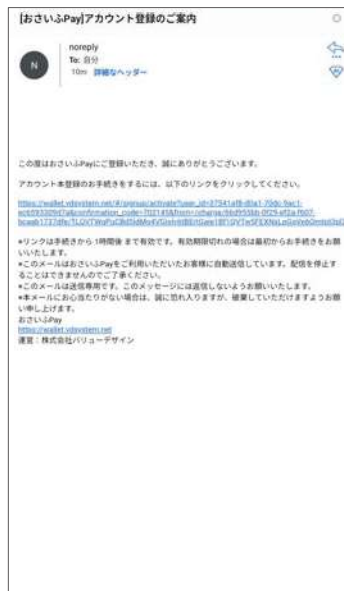 [おさいふPay]アカウント登録のご案内
N
noreply
To: 自分
10m 詳細なヘッダー
この度はおさいふPayにご登録いただき、誠にありがとうございます。
アカウント本登録のお手続きをするには、以下のリンクをクリックしてください。
※リンクは手続きから1時間後 まで有効です。有効期限切れの場合は最初からお手続きをお願
いいたします。
※このメールはおさいふPayをご利用いただいたお客様に自動送信しています。配信を停止す
ることはできませんのでご了承ください。
※このメールは送信専用です。このメッセージには返信しないようお願いいたします。
※本メールにお心当たりがない場合は、誠に恐れ入りますが、破棄していただけますようお願
い申し上げます。
おさいふPay
https://wallet.vdsystem.net
運営：株式会社バリューデザイン